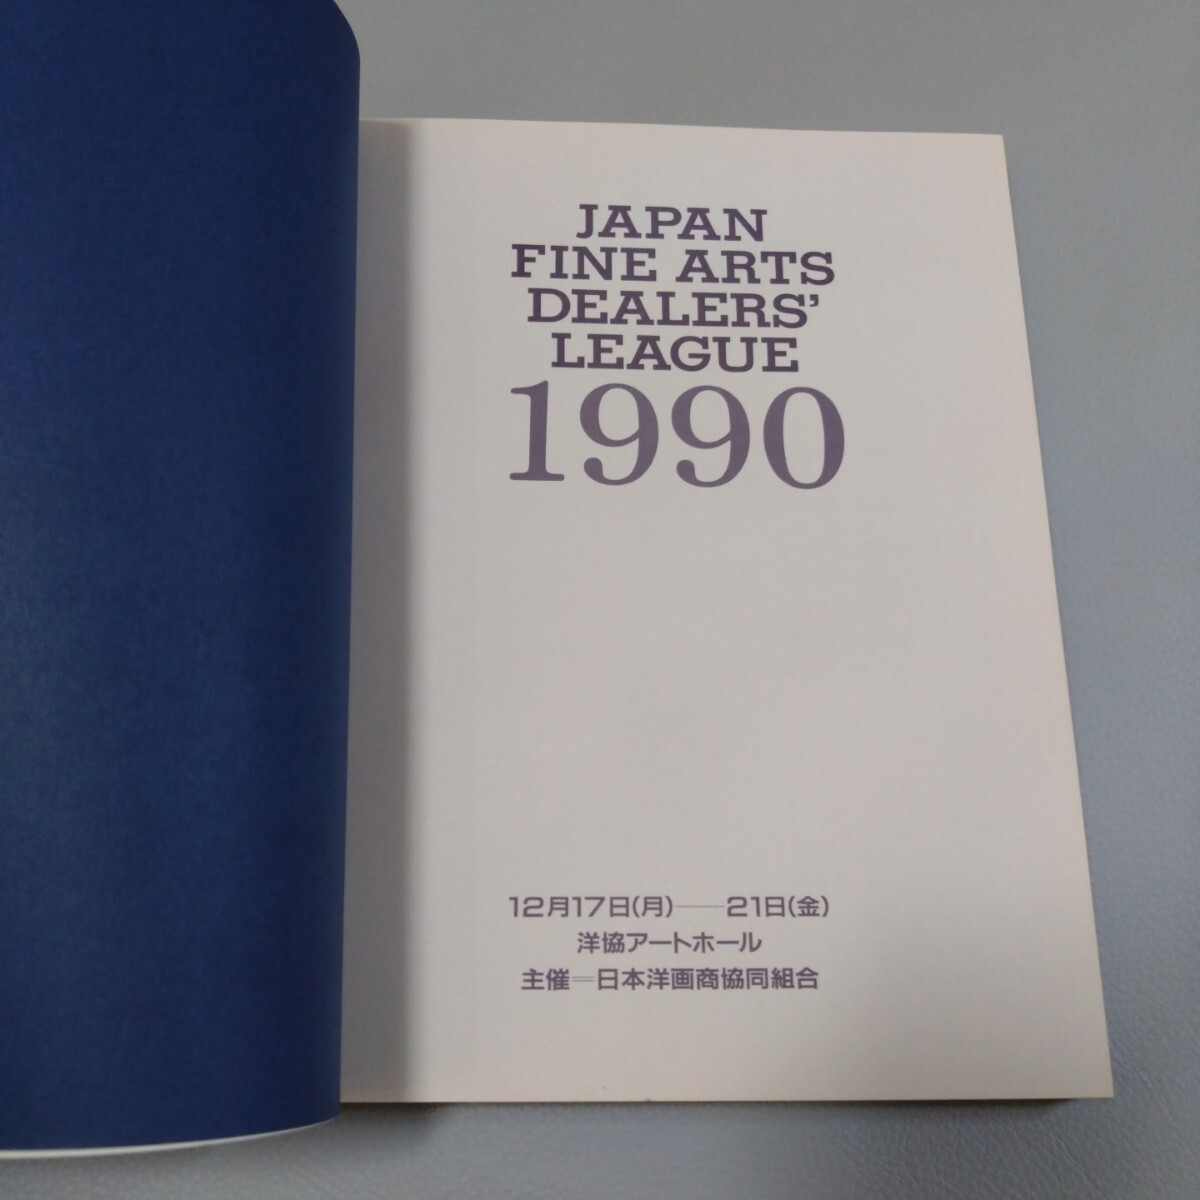 JAPAN
FINE ARTS
DEALERS’
LEAGUE
1990
12月17日(月)──21日(金)
洋協アートホール
主催＝日本洋画商協同組合